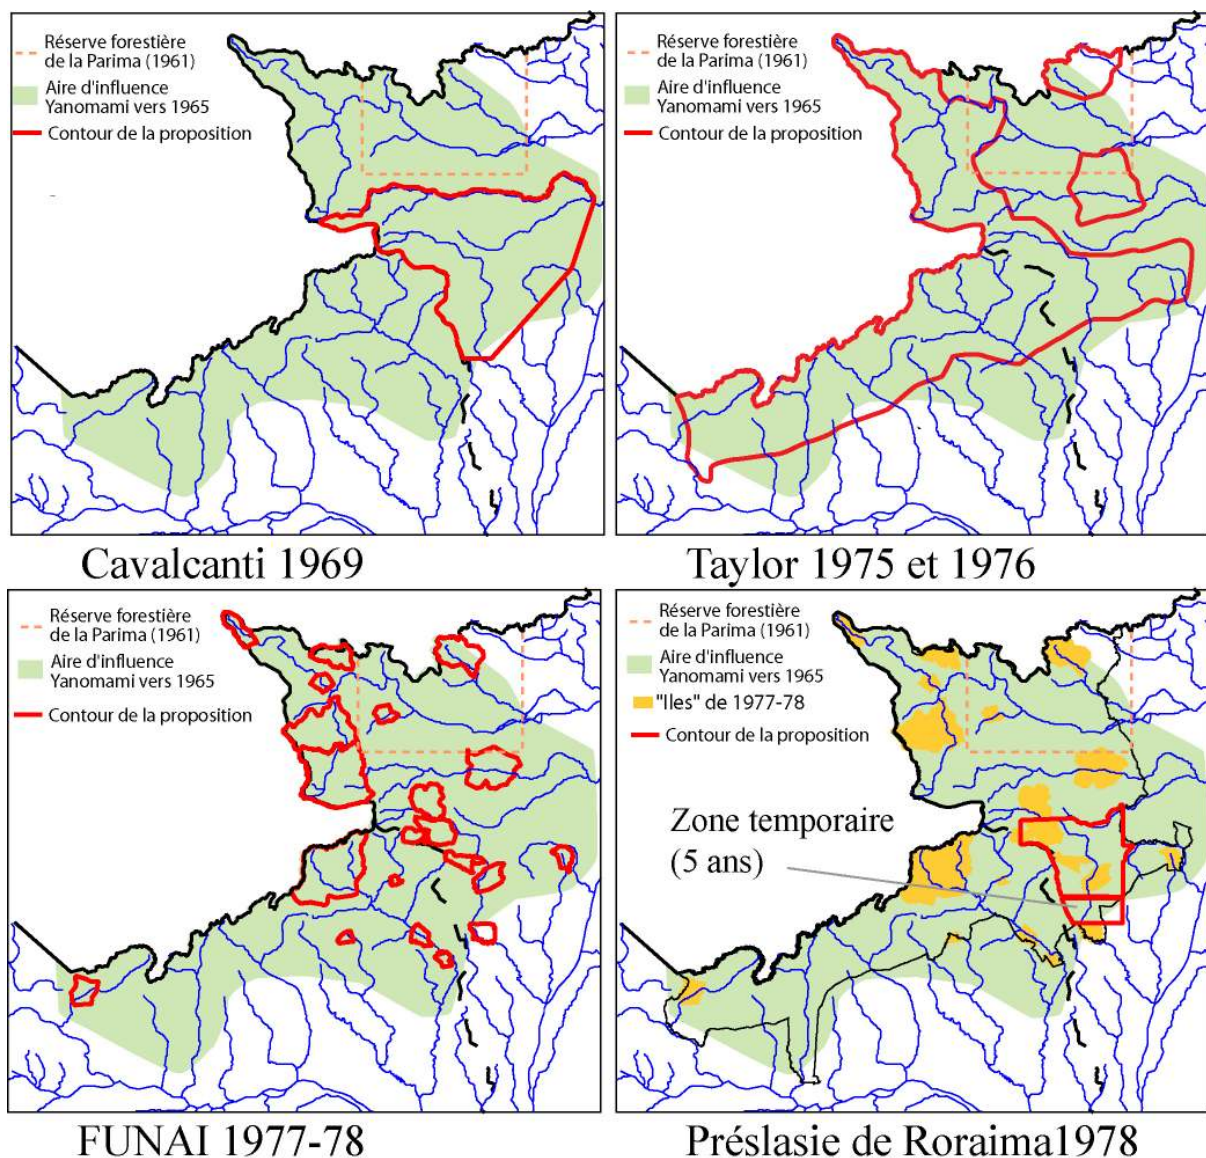 Réserve forestière
de la Parima (1961)
Aire d'influence
Yanomami vers 1965
Contour de la proposition
Cavalcanti 1969
Réserve forestière
de la Parima (1961)
Aire d'influence
Yanomami vers 1965
Contour de la proposition
Taylor 1975 et 1976
Réserve forestière
de la Parima (1961)
Aire d'influence
Yanomami vers 1965
Contour de la proposition
FUNAI 1977-78
Réserve forestière
de la Parima (1961)
Aire d'influence
Yanomami vers 1965
"Iles" de 1977-78
Contour de la proposition
Zone temporaire
(5 ans)
Préslasie de Roraima1978